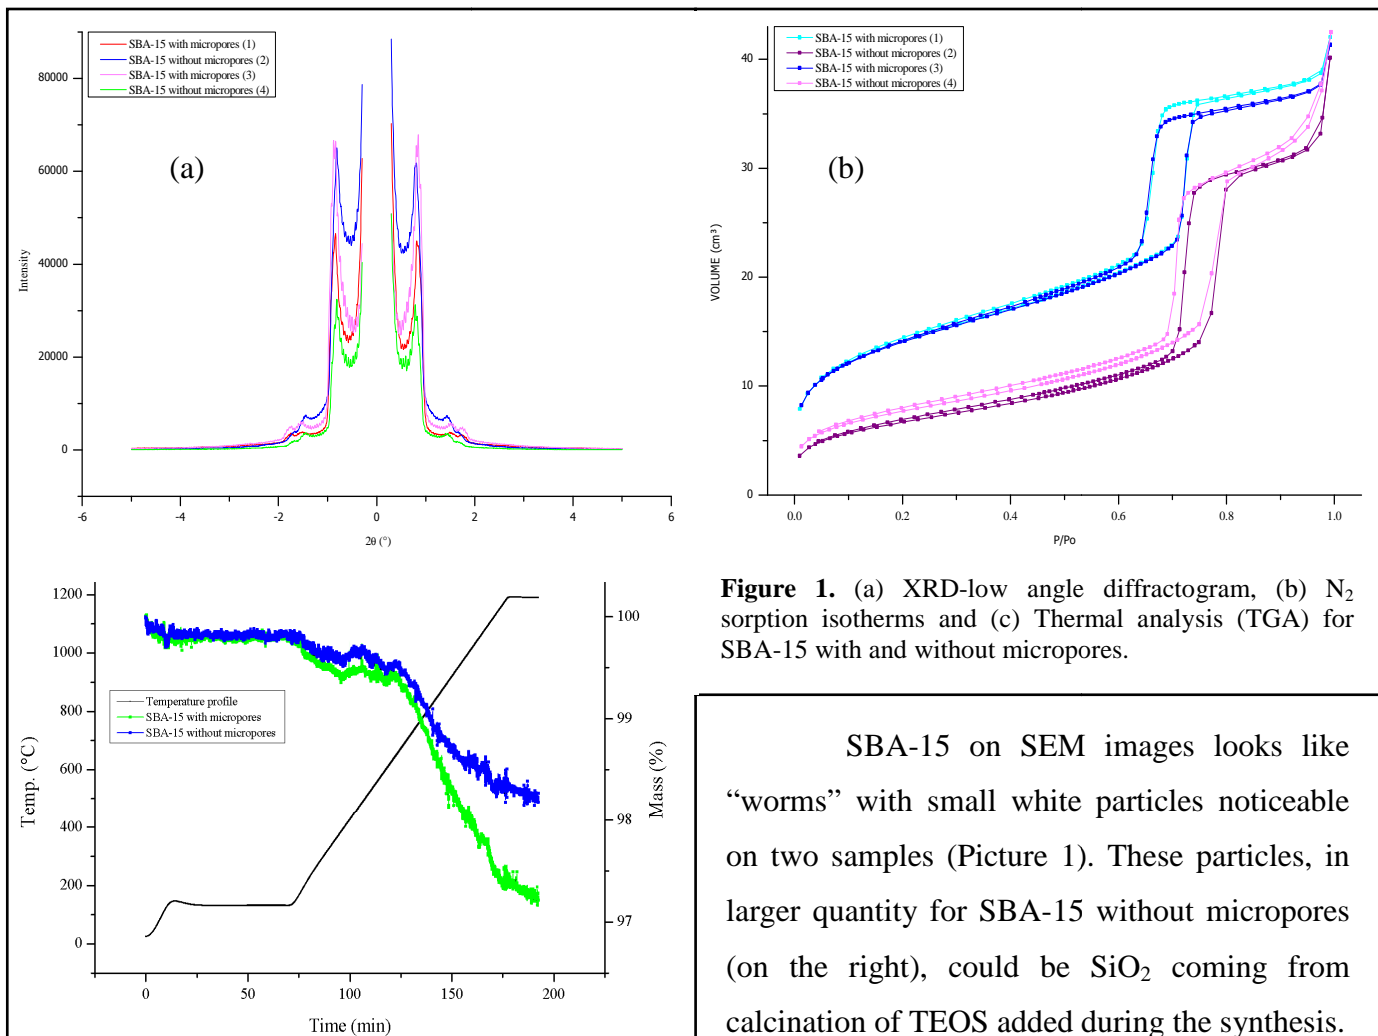 SBA-15 with micropores (1)
SBA-15 without micropores (2)
SBA-15 with micropores (3)
SBA-15 without micropores (4)
(a)
80000
60000
40000
20000
0
Intensity
-6 -4 -2 0 2 4 6
2θ (°)
SBA-15 with micropores (1)
SBA-15 without micropores (2)
SBA-15 with micropores (3)
SBA-15 without micropores (4)
(b)
40
30
20
10
0
VOLUME (cm³)
0.0 0.2 0.4 0.6 0.8 1.0
P/Po
1200
1000
800
600
400
200
0
Temp. (°C)
Temperature profile
SBA-15 with micropores
SBA-15 without micropores
100
99
98
97
Mass (%)
0 50 100 150 200
Time (min)
Figure 1. (a) XRD-low angle diffractogram, (b) N₂
sorption isotherms and (c) Thermal analysis (TGA) for
SBA-15 with and without micropores.
SBA-15 on SEM images looks like
“worms” with small white particles noticeable
on two samples (Picture 1). These particles, in
larger quantity for SBA-15 without micropores
(on the right), could be SiO₂ coming from
calcination of TEOS added during the synthesis.